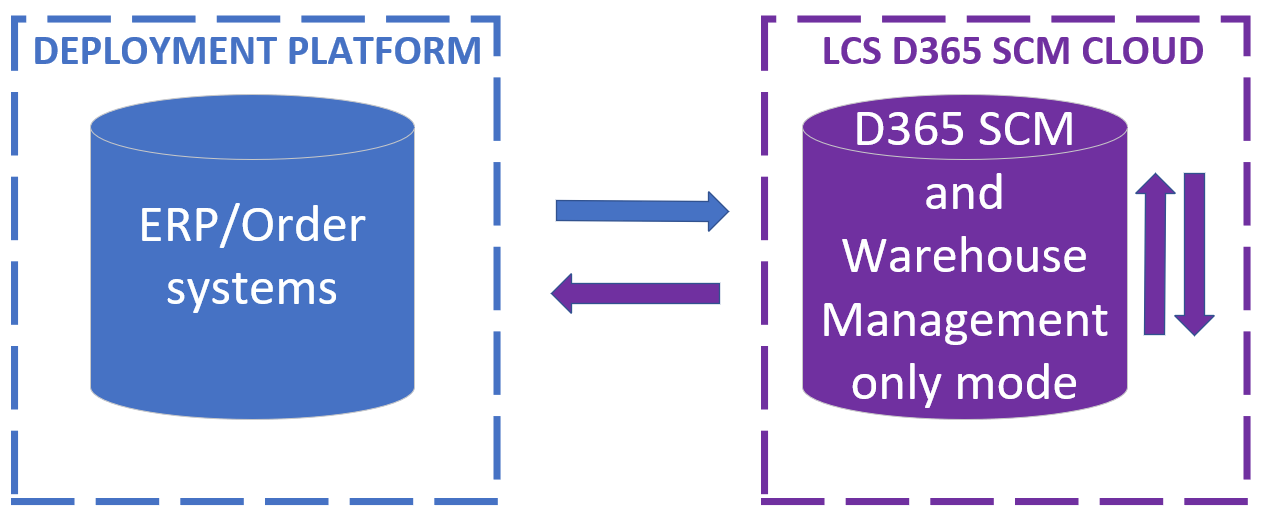 DEPLOYMENT PLATFORM
ERP/Order
systems
LCS D365 SCM CLOUD
D365 SCM
and
Warehouse
Management
only mode